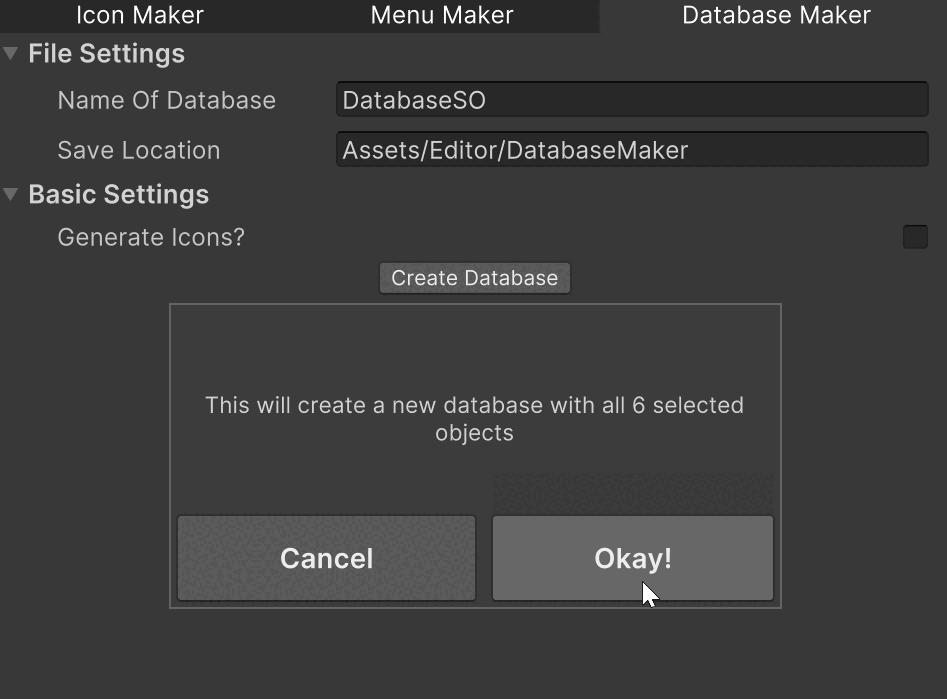 Icon Maker Menu Maker Database Maker
File Settings
Name Of Database DatabaseSO
Save Location Assets/Editor/DatabaseMaker
Basic Settings
Generate Icons?
Create Database
This will create a new database with all 6 selected
objects
Cancel Okay!